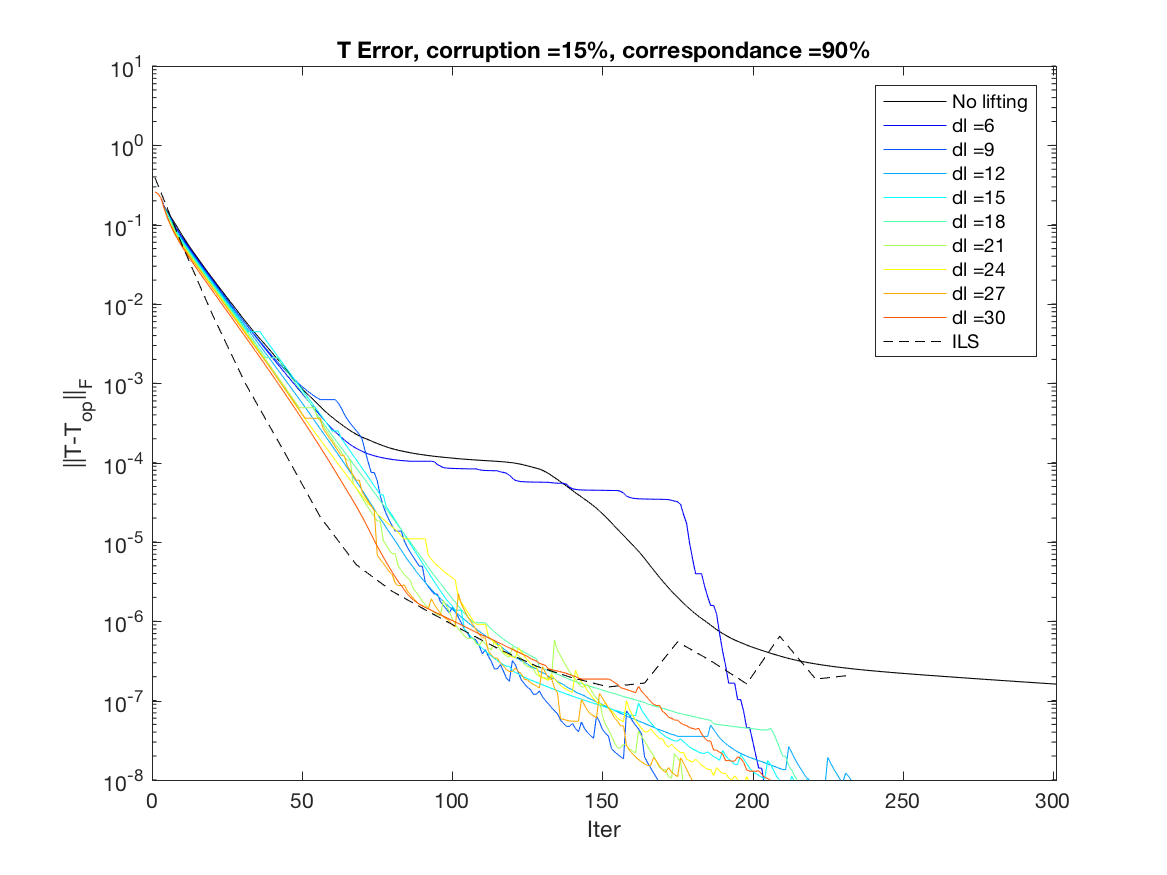 T Error, corruption =15%, correspondance =90%
10^1
10^0
10^-1
10^-2
10^-3
10^-4
10^-5
10^-6
10^-7
10^-8
||T-T_op||_F
No lifting
dl =6
dl =9
dl =12
dl =15
dl =18
dl =21
dl =24
dl =27
dl =30
ILS
0 50 100 150 200 250 300
Iter